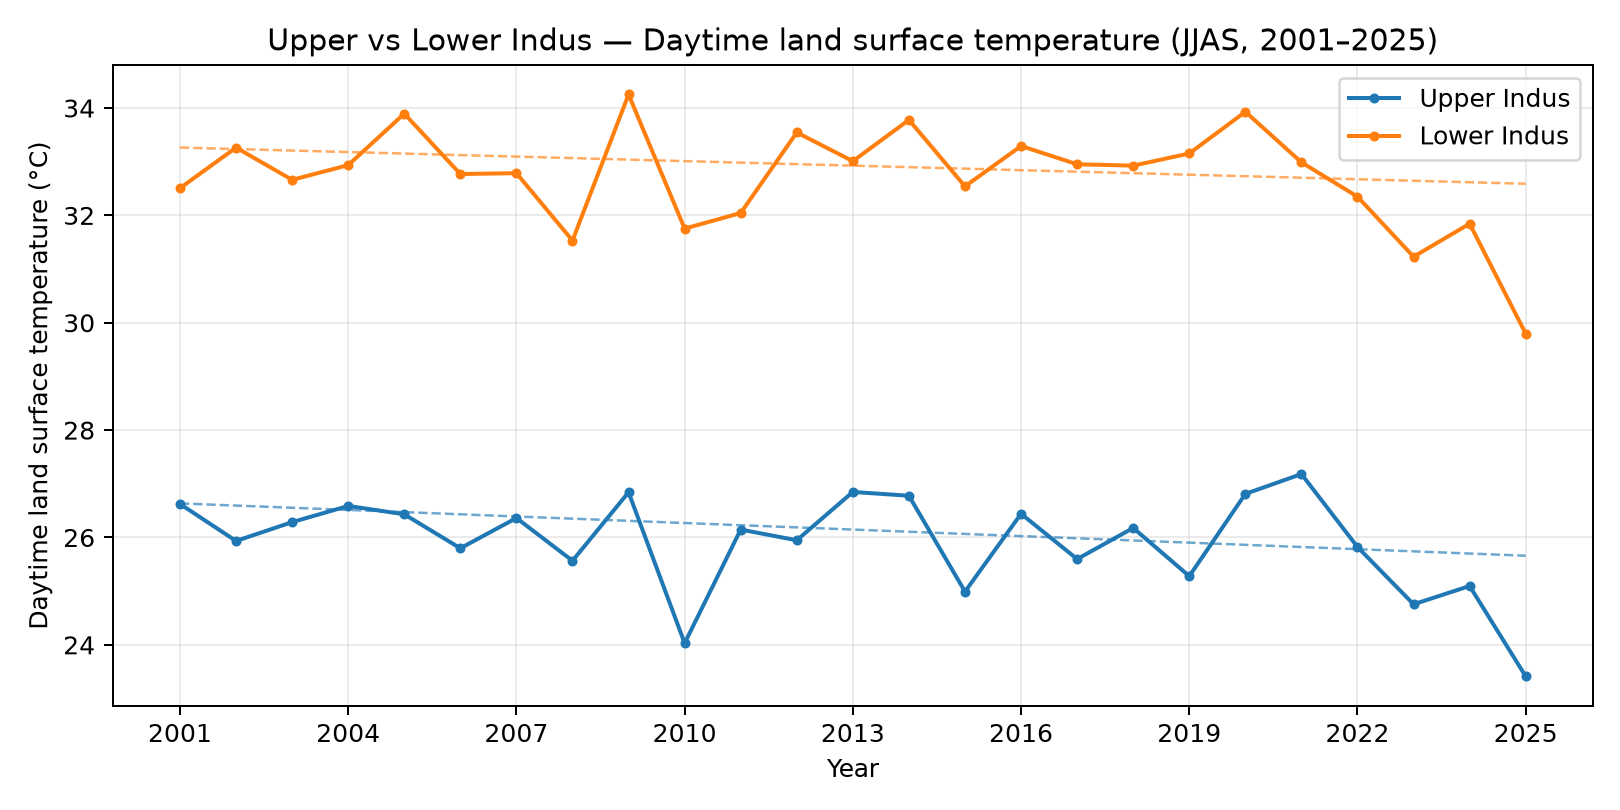 Upper vs Lower Indus — Daytime land surface temperature (JJAS, 2001–2025)
Upper Indus
Lower Indus
Daytime land surface temperature (°C)
34
32
30
28
26
24
2001 2004 2007 2010 2013 2016 2019 2022 2025
Year